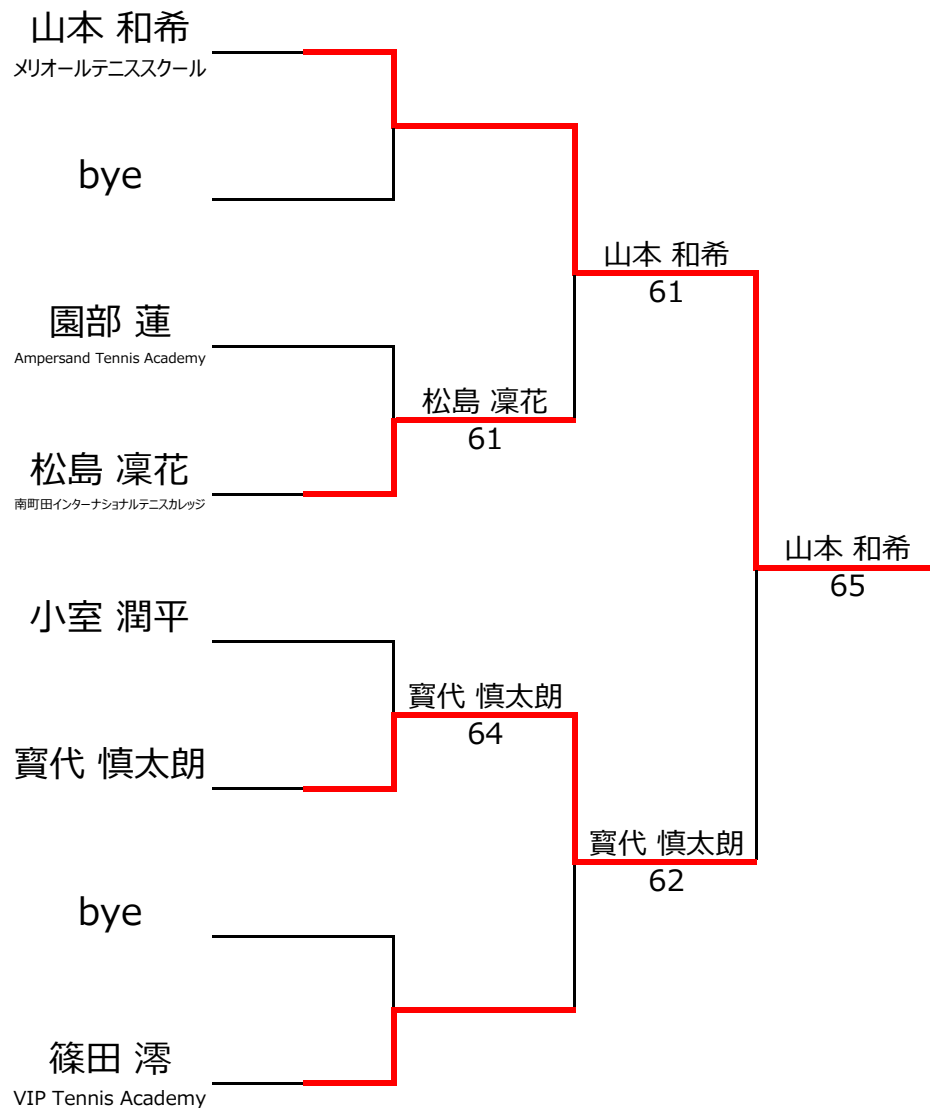 山本 和希
メリオールテニススクール
bye
園部 蓮
Ampersand Tennis Academy
松島 凜花
南町田インターナショナルテニスカレッジ
小室 潤平
寳代 慎太朗
bye
篠田 澪
VIP Tennis Academy
松島 凜花
61
寳代 慎太朗
64
山本 和希
61
寳代 慎太朗
62
山本 和希
65